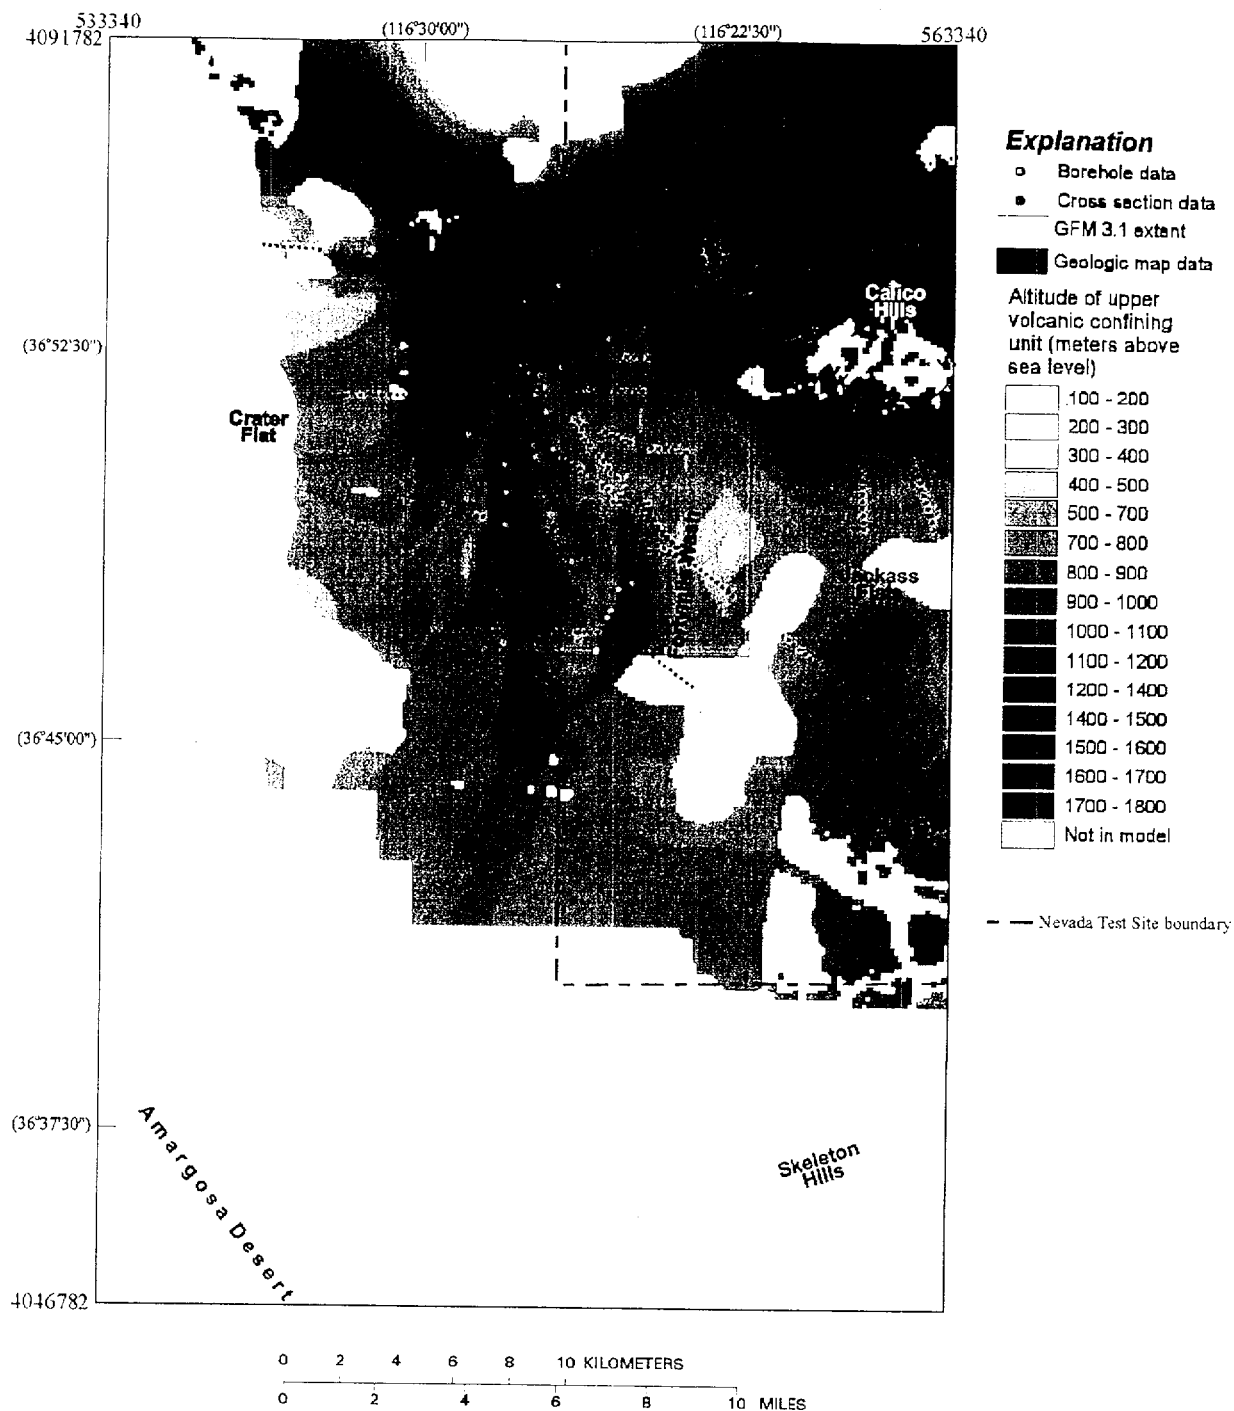 533340
4091782
(116°30'00")
(116°22'30")
563340
Explanation
Borehole data
Cross section data
GFM 3.1 extent
Geologic map data
Altitude of upper
volcanic confining
unit (meters above
sea level)
100 - 200
200 - 300
300 - 400
400 - 500
500 - 700
700 - 800
800 - 900
900 - 1000
1000 - 1100
1100 - 1200
1200 - 1400
1400 - 1500
1500 - 1600
1600 - 1700
1700 - 1800
Not in model
Nevada Test Site boundary
Calico
Hills
(36°52'30")
Crater
Flat
(36°45'00")
(36°37'30")
Amargosa Desert
Skeleton
Hills
4046782
0 2 4 6 8 10 KILOMETERS
0 2 4 6 8 10 MILES